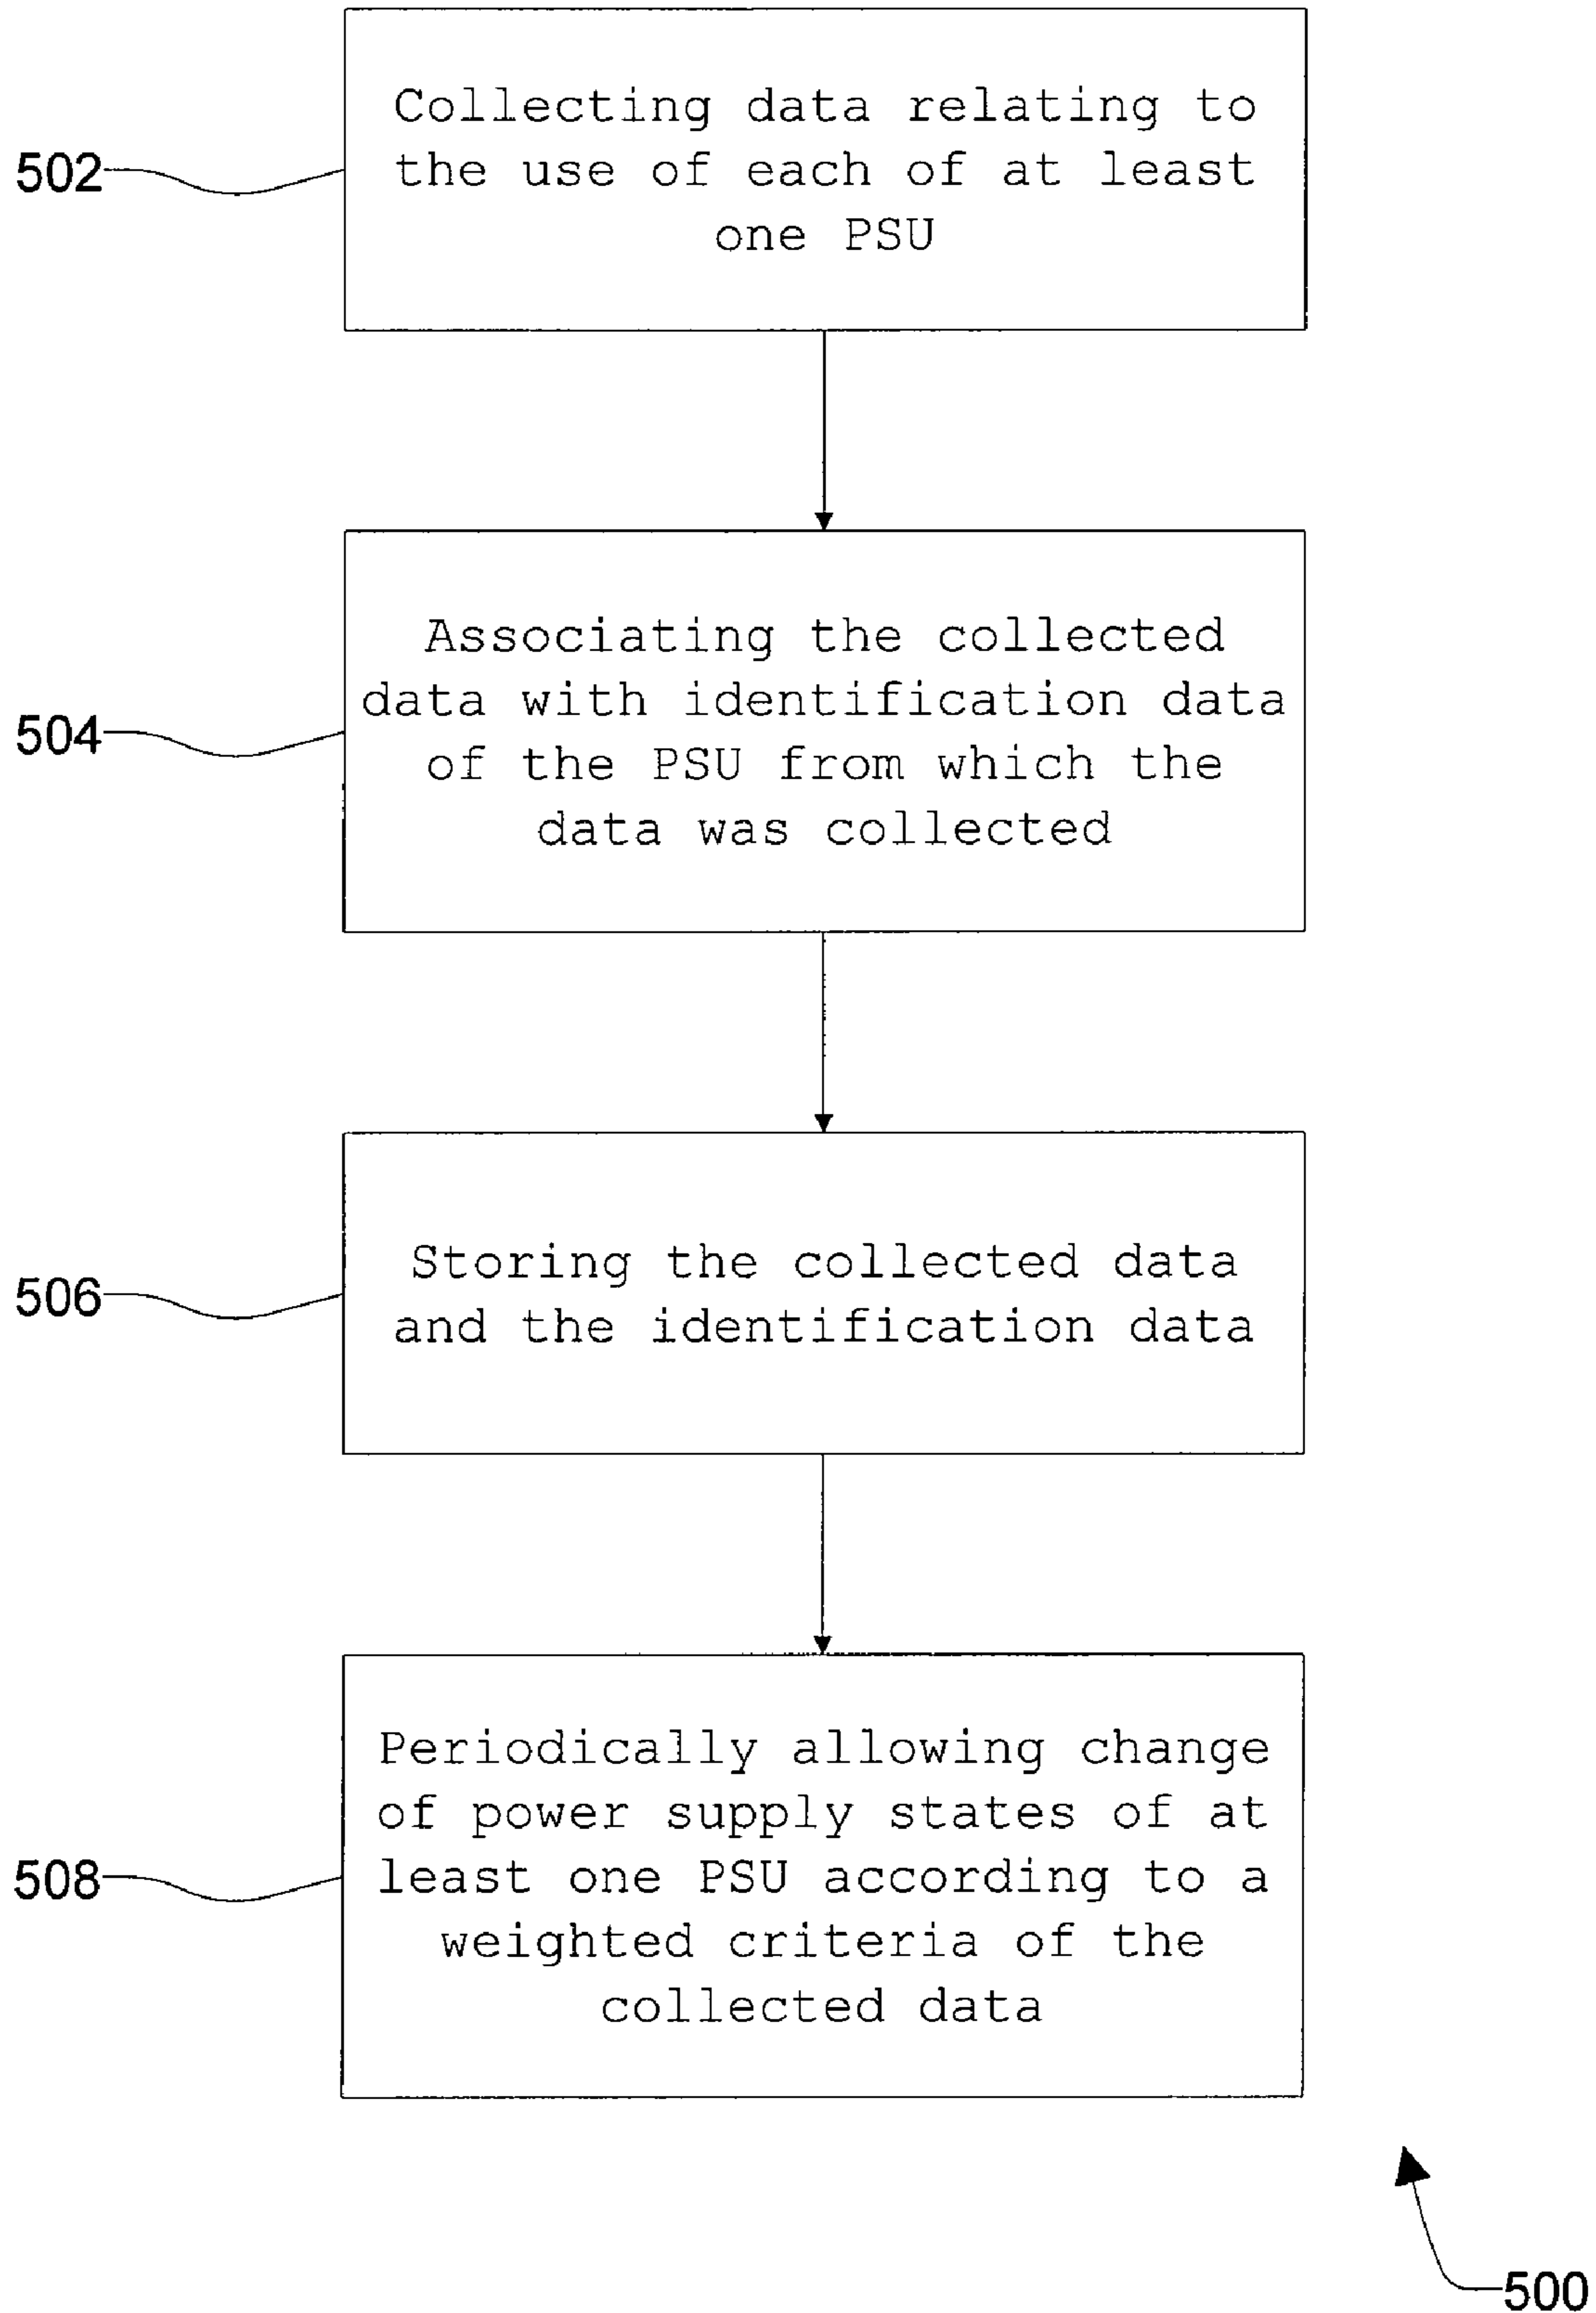 Collecting data relating to
the use of each of at least
one PSU
502
Associating the collected
data with identification data
of the PSU from which the
data was collected
504
Storing the collected data
and the identification data
506
Periodically allowing change
of power supply states of at
least one PSU according to a
weighted criteria of the
collected data
508
500